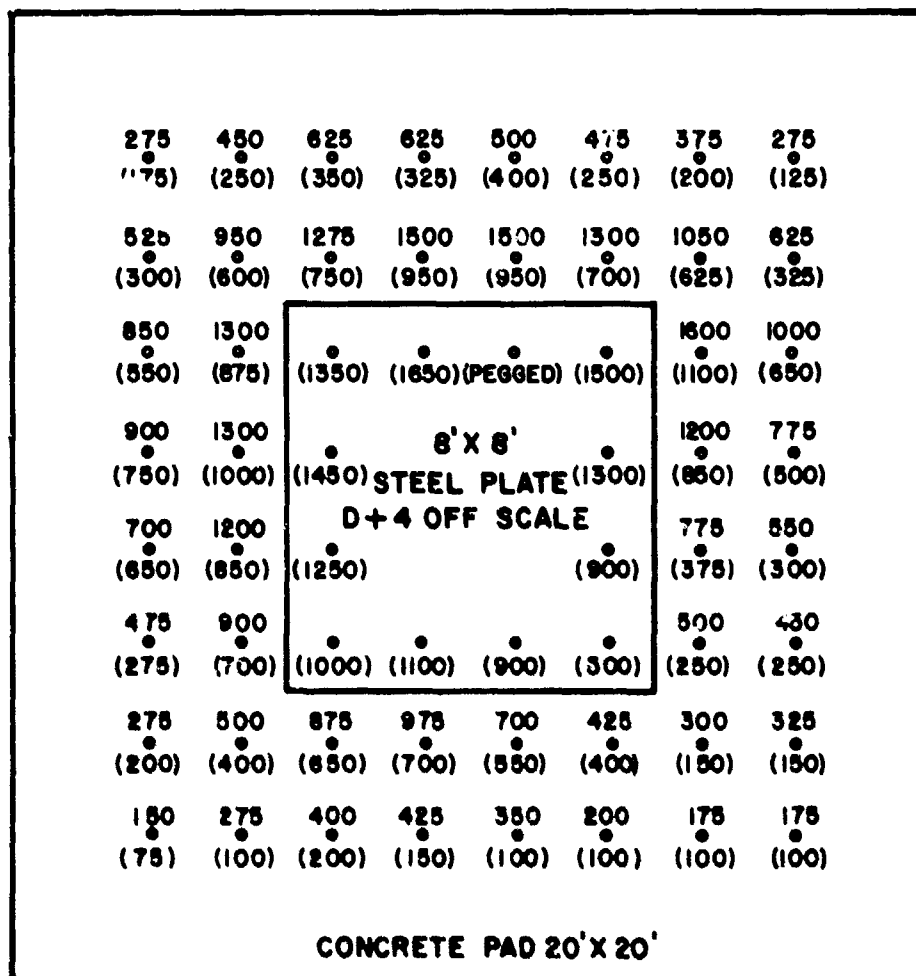 275 450 625 625 500 475 375 275
(175) (250) (350) (325) (400) (250) (200) (125)
525 950 1275 1500 1500 1300 1050 625
(300) (600) (750) (950) (950) (700) (625) (325)
850 1300 1600 1000
(550) (875) (1350) (1650) (PEGGED) (1500) (1100) (650)
900 1300 8' X 8' 1200 775
(750) (1000) (1450) STEEL PLATE (1300) (850) (500)
700 1200 D+4 OFF SCALE 775 550
(650) (850) (1250) (900) (375) (300)
475 900 500 450
(275) (700) (1000) (1100) (900) (300) (250) (250)
275 500 875 975 700 425 300 325
(200) (400) (650) (700) (550) (400) (150) (150)
150 275 400 425 350 200 175 175
(75) (100) (200) (150) (100) (100) (100) (100)
CONCRETE PAD 20' X 20'